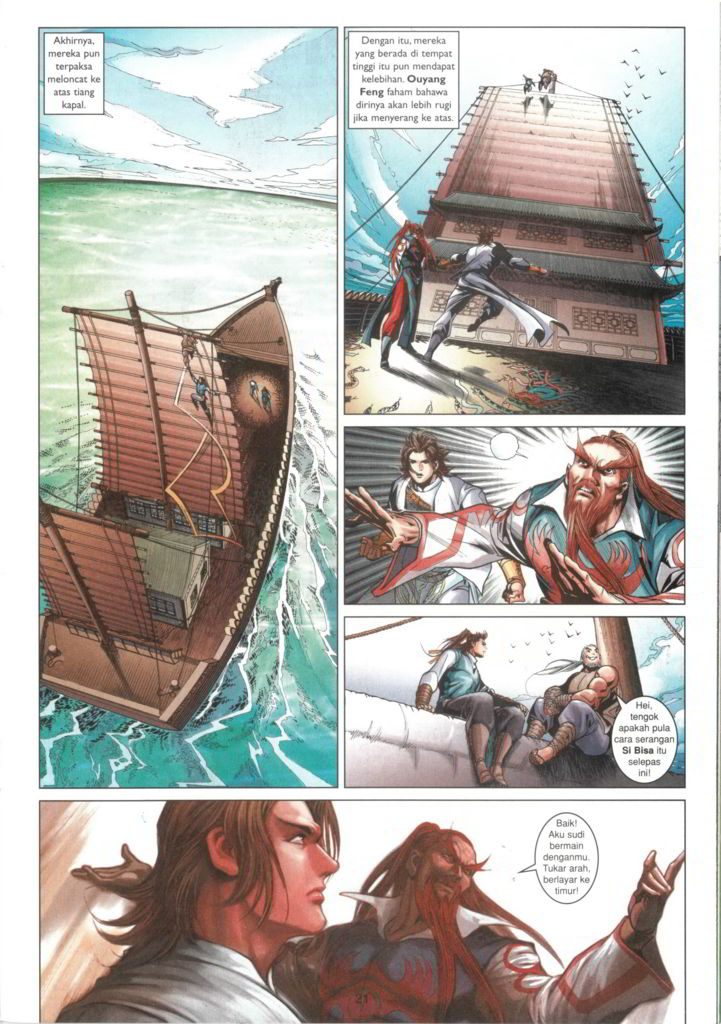 Akhirnya,
mereka pun
terpaksa
meloncat ke
atas tiang
kapal.
Dengan itu, mereka
yang berada di tempat
tinggi itu pun mendapat
kelebihan. Ouyang
Feng faham bahawa
dirinya akan lebih rugi
jika menyerang ke atas.
Hei,
tengok
apakah pula
cara serangan
Si Bisa itu
selepas
ini!
Baik!
Aku sudi
bermain
denganmu.
Tukar arah,
berlayar ke
timur!
21